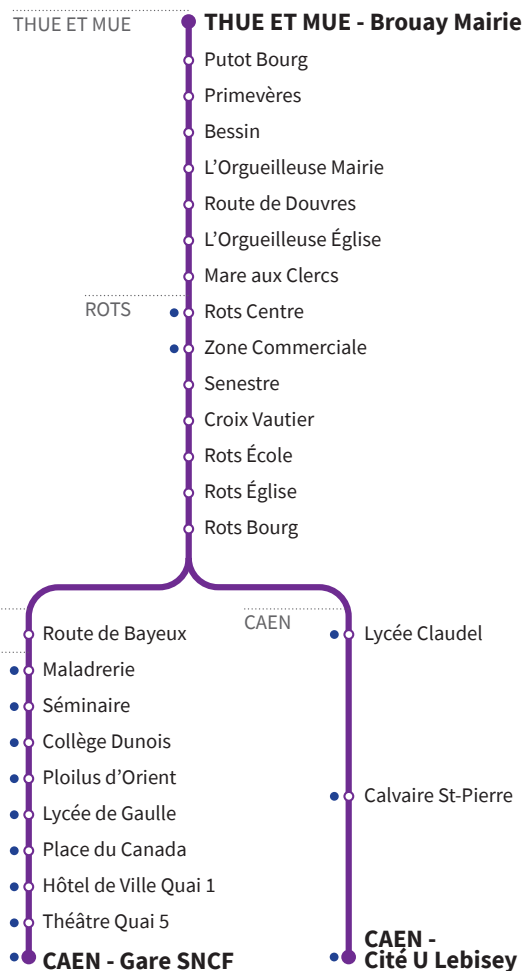 THUE ET MUE
THUE ET MUE - Brouay Mairie
Putot Bourg
Primevères
Bessin
L’Orgueilleuse Mairie
Route de Douvres
L’Orgueilleuse Église
Mare aux Clercs
ROTS
Rots Centre
Zone Commerciale
Senestre
Croix Vautier
Rots École
Rots Église
Rots Bourg
Route de Bayeux
Maladrerie
Séminaire
Collège Dunois
Ploilus d’Orient
Lycée de Gaulle
Place du Canada
Hôtel de Ville Quai 1
Théâtre Quai 5
CAEN - Gare SNCF
CAEN
Lycée Claudel
Calvaire St-Pierre
CAEN -
Cité U Lebisey